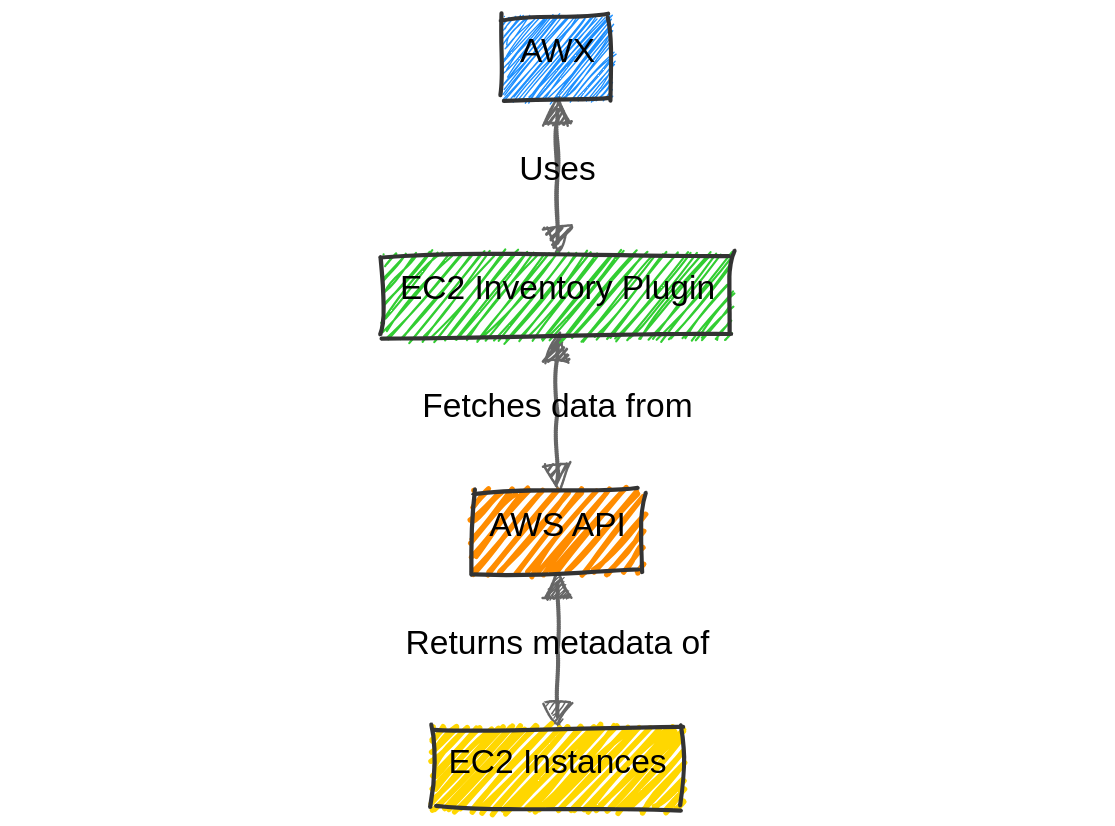 AWX
Uses
EC2 Inventory Plugin
Fetches data from
AWS API
Returns metadata of
EC2 Instances